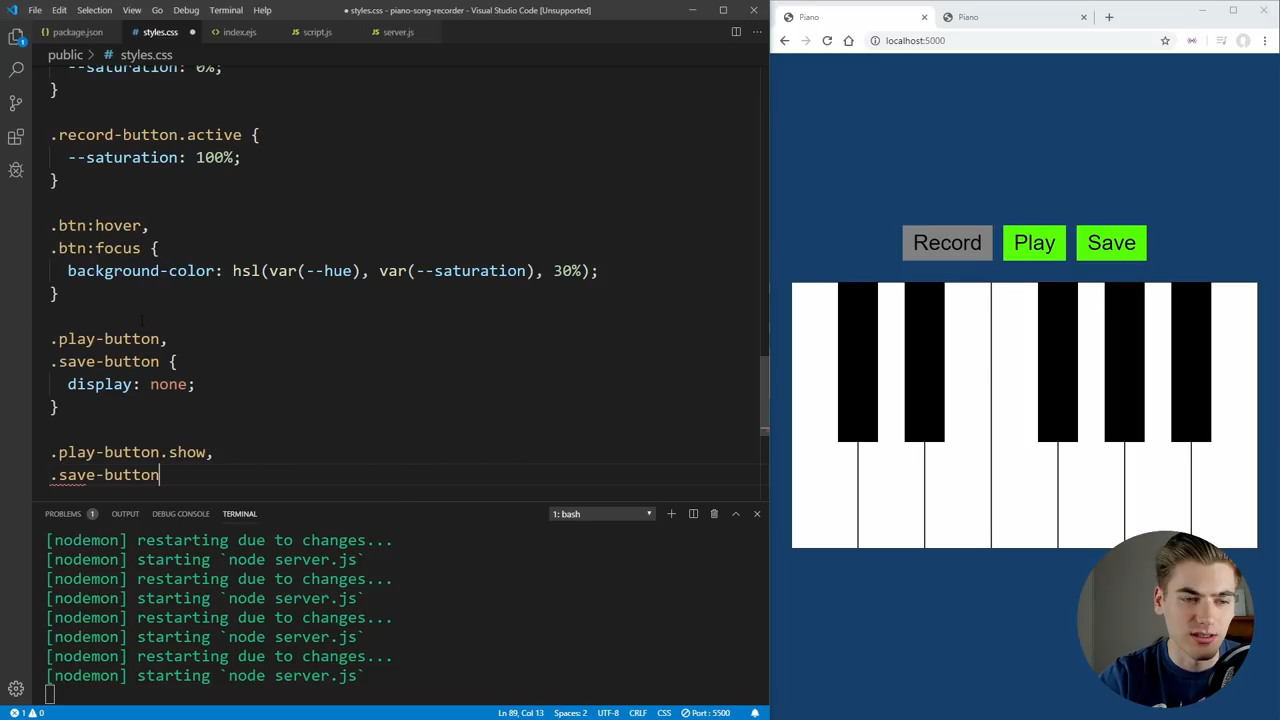 File Edit Selection View Go Debug Terminal Help
● styles.css - piano-song-recorder - Visual Studio Code [Unsupported]
package.json
# styles.css ●
index.ejs
script.js
server.js
public > # styles.css
--saturation: 0%;
}
.record-button.active {
--saturation: 100%;
}
.btn:hover,
.btn:focus {
background-color: hsl(var(--hue), var(--saturation), 30%);
}
.play-button,
.save-button {
display: none;
}
.play-button.show,
.save-button
PROBLEMS 1 OUTPUT DEBUG CONSOLE TERMINAL
1: bash
[nodemon] restarting due to changes...
[nodemon] starting `node server.js`
[nodemon] restarting due to changes...
[nodemon] starting `node server.js`
[nodemon] restarting due to changes...
[nodemon] starting `node server.js`
[nodemon] restarting due to changes...
[nodemon] starting `node server.js`
1 0
Ln 89, Col 13 Spaces: 2 UTF-8 CRLF CSS Port : 5500
Piano
Piano
localhost:5000
Record
Play
Save